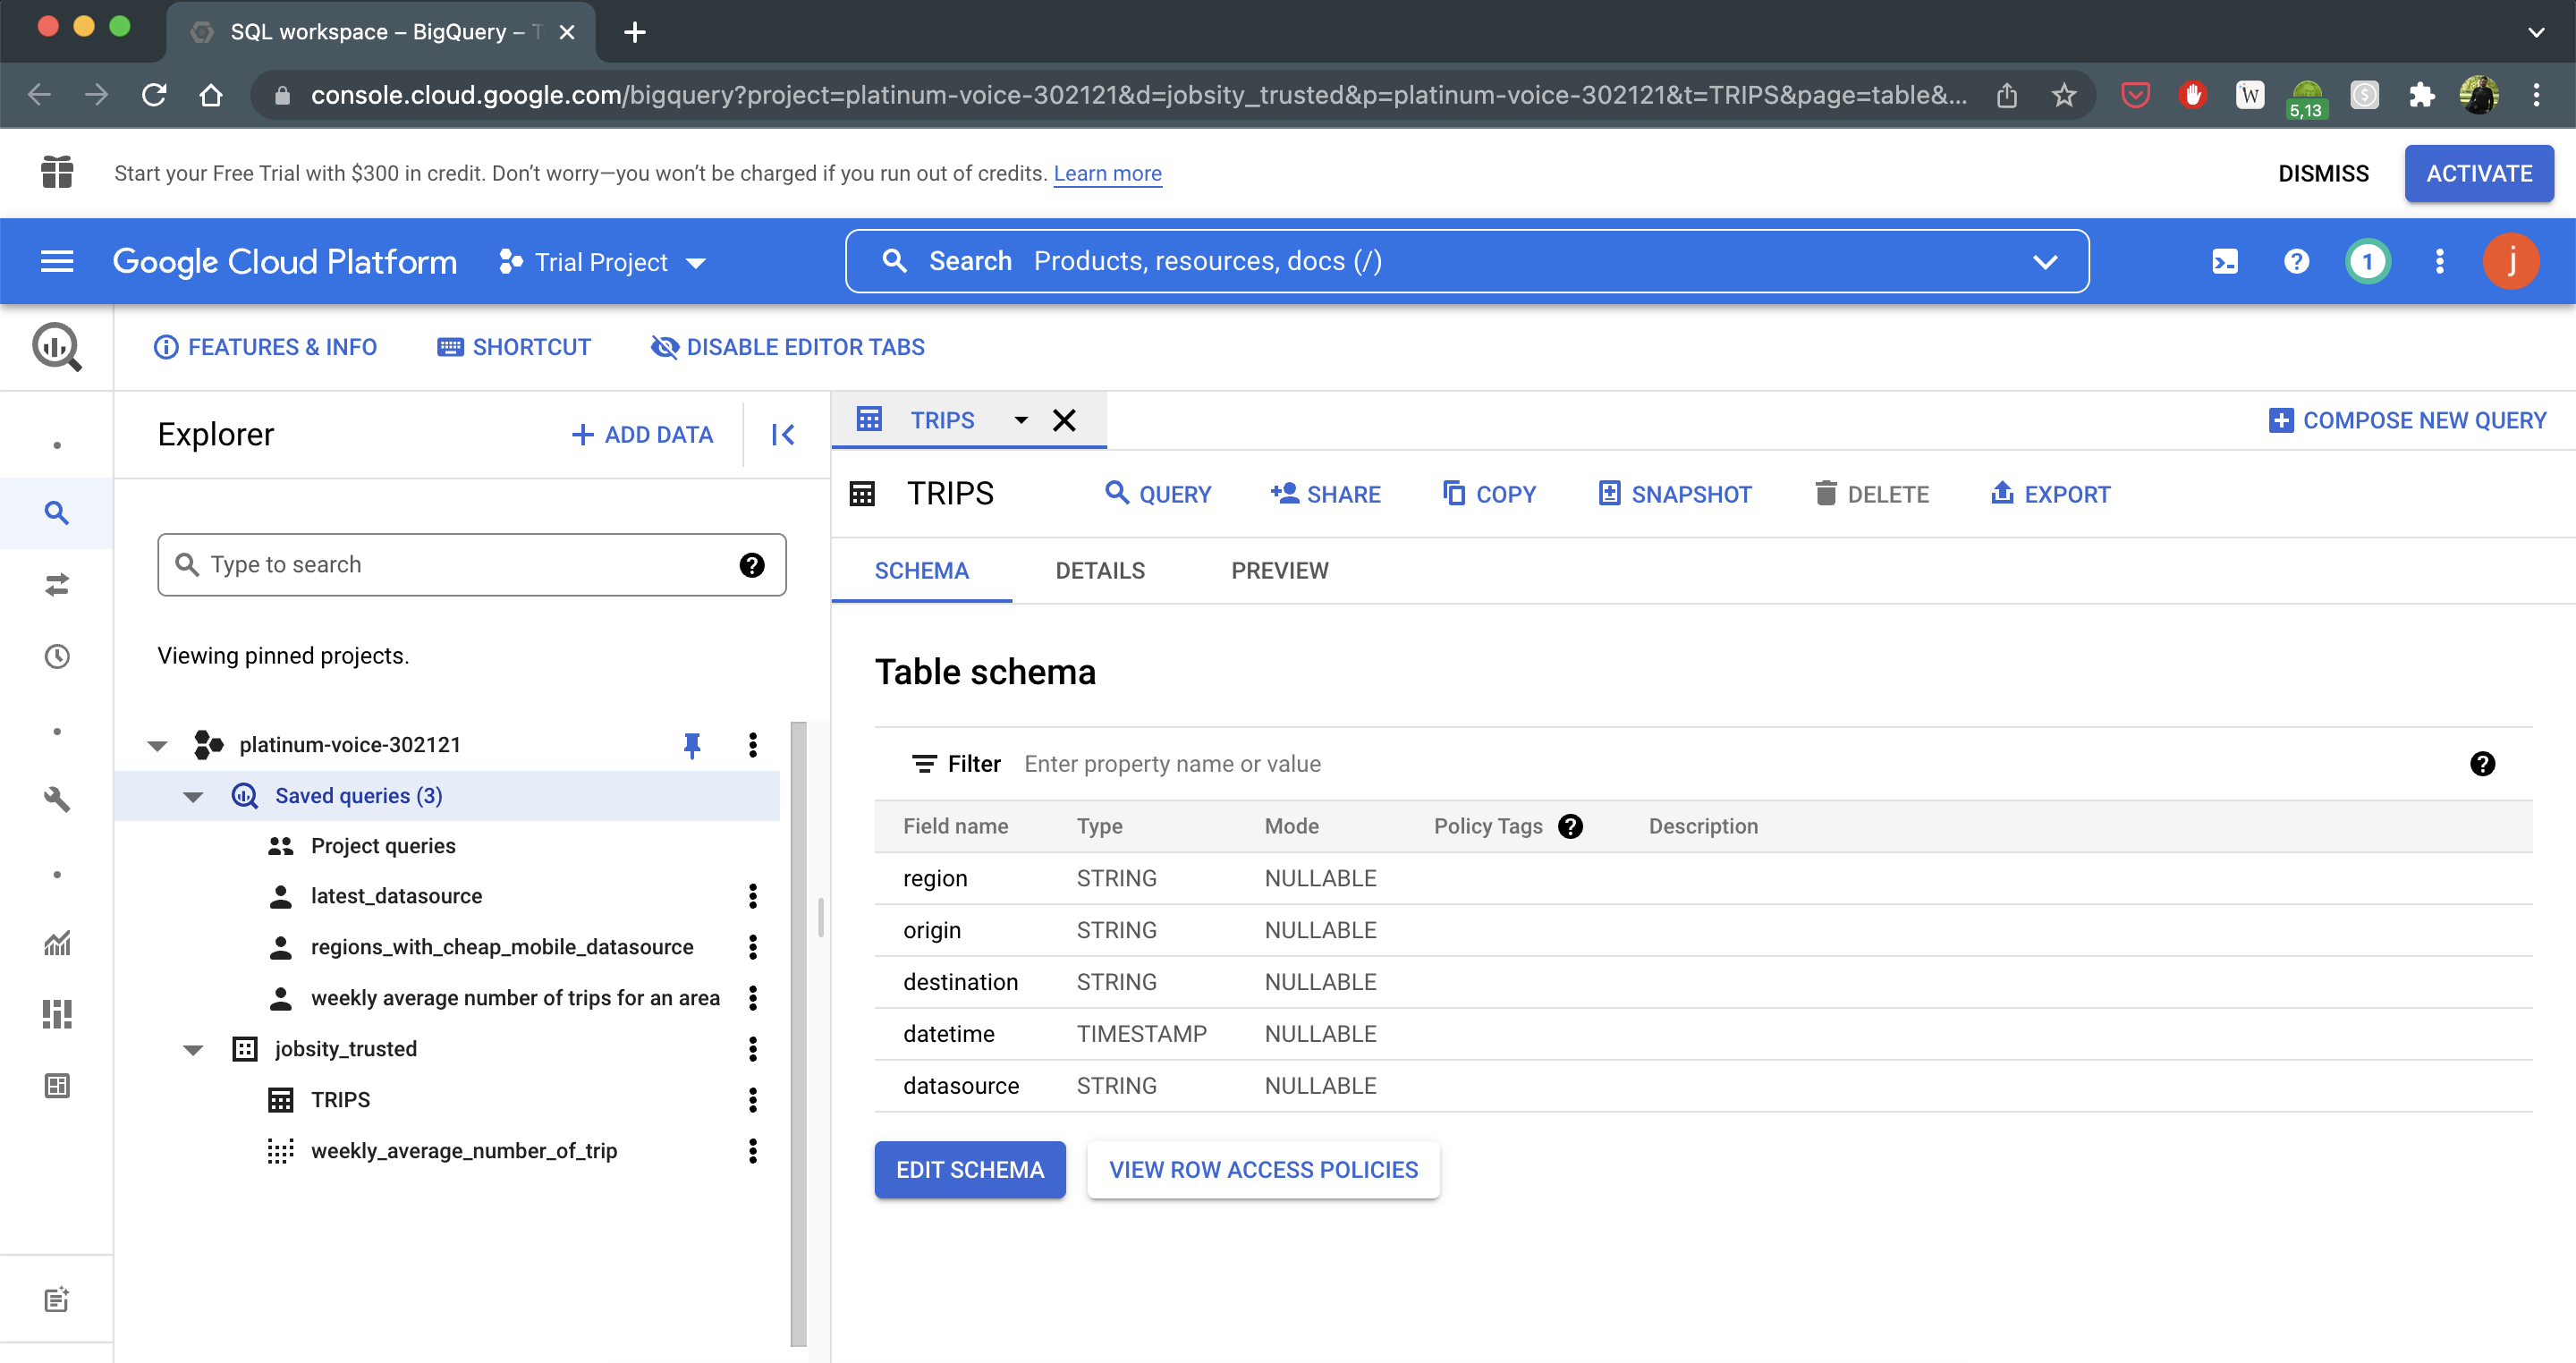 SQL workspace – BigQuery – T
console.cloud.google.com/bigquery?project=platinum-voice-302121&d=jobsity_trusted&p=platinum-voice-302121&t=TRIPS&page=table&...
W
5,13
Start your Free Trial with $300 in credit. Don’t worry—you won’t be charged if you run out of credits. Learn more
DISMISS
ACTIVATE
Google Cloud Platform
Trial Project
Search Products, resources, docs (/)
1
j
FEATURES & INFO
SHORTCUT
DISABLE EDITOR TABS
Explorer
ADD DATA
TRIPS
COMPOSE NEW QUERY
TRIPS
QUERY
SHARE
COPY
SNAPSHOT
DELETE
EXPORT
Type to search
SCHEMA
DETAILS
PREVIEW
Viewing pinned projects.
platinum-voice-302121
Saved queries (3)
Project queries
latest_datasource
regions_with_cheap_mobile_datasource
weekly average number of trips for an area
jobsity_trusted
TRIPS
weekly_average_number_of_trip
Table schema
Filter Enter property name or value
Field name Type Mode Policy Tags Description
region STRING NULLABLE
origin STRING NULLABLE
destination STRING NULLABLE
datetime TIMESTAMP NULLABLE
datasource STRING NULLABLE
EDIT SCHEMA
VIEW ROW ACCESS POLICIES